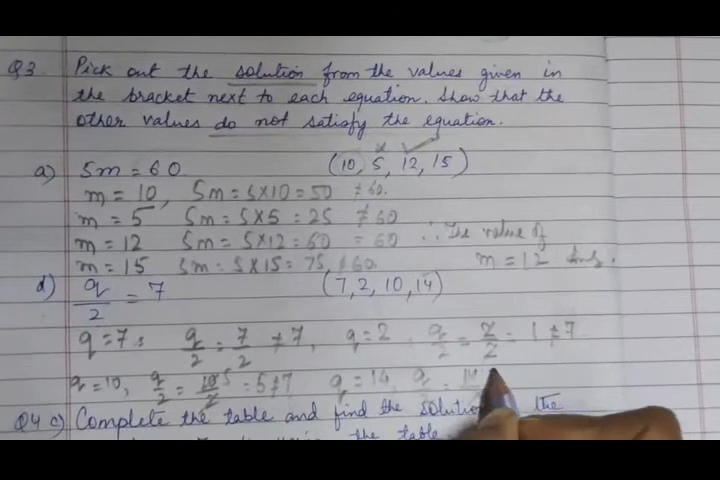 Q3 Pick out the solution from the values given in
the bracket next to each equation. Show that the
other values do not satisfy the equation.
a) 5m = 60 (10, 5, 12, 15)
m = 10, 5m = 5×10 = 50 ≠ 60.
m = 5 5m = 5×5 = 25 ≠ 60
m = 12 5m = 5×12 = 60 = 60 ∴ The value of
m = 15 5m = 5×15 = 75, ≠ 60. m = 12 Ans.
d) q/2 = 7 (7, 2, 10, 14)
q = 7, q/2 = 7/2 ≠ 7, q = 2, q/2 = 2/2 = 1 ≠ 7
q = 10, q/2 = 10/2 5 = 5 ≠ 7 q = 14, q
Q4 c) Complete the table and find the solution the
the table